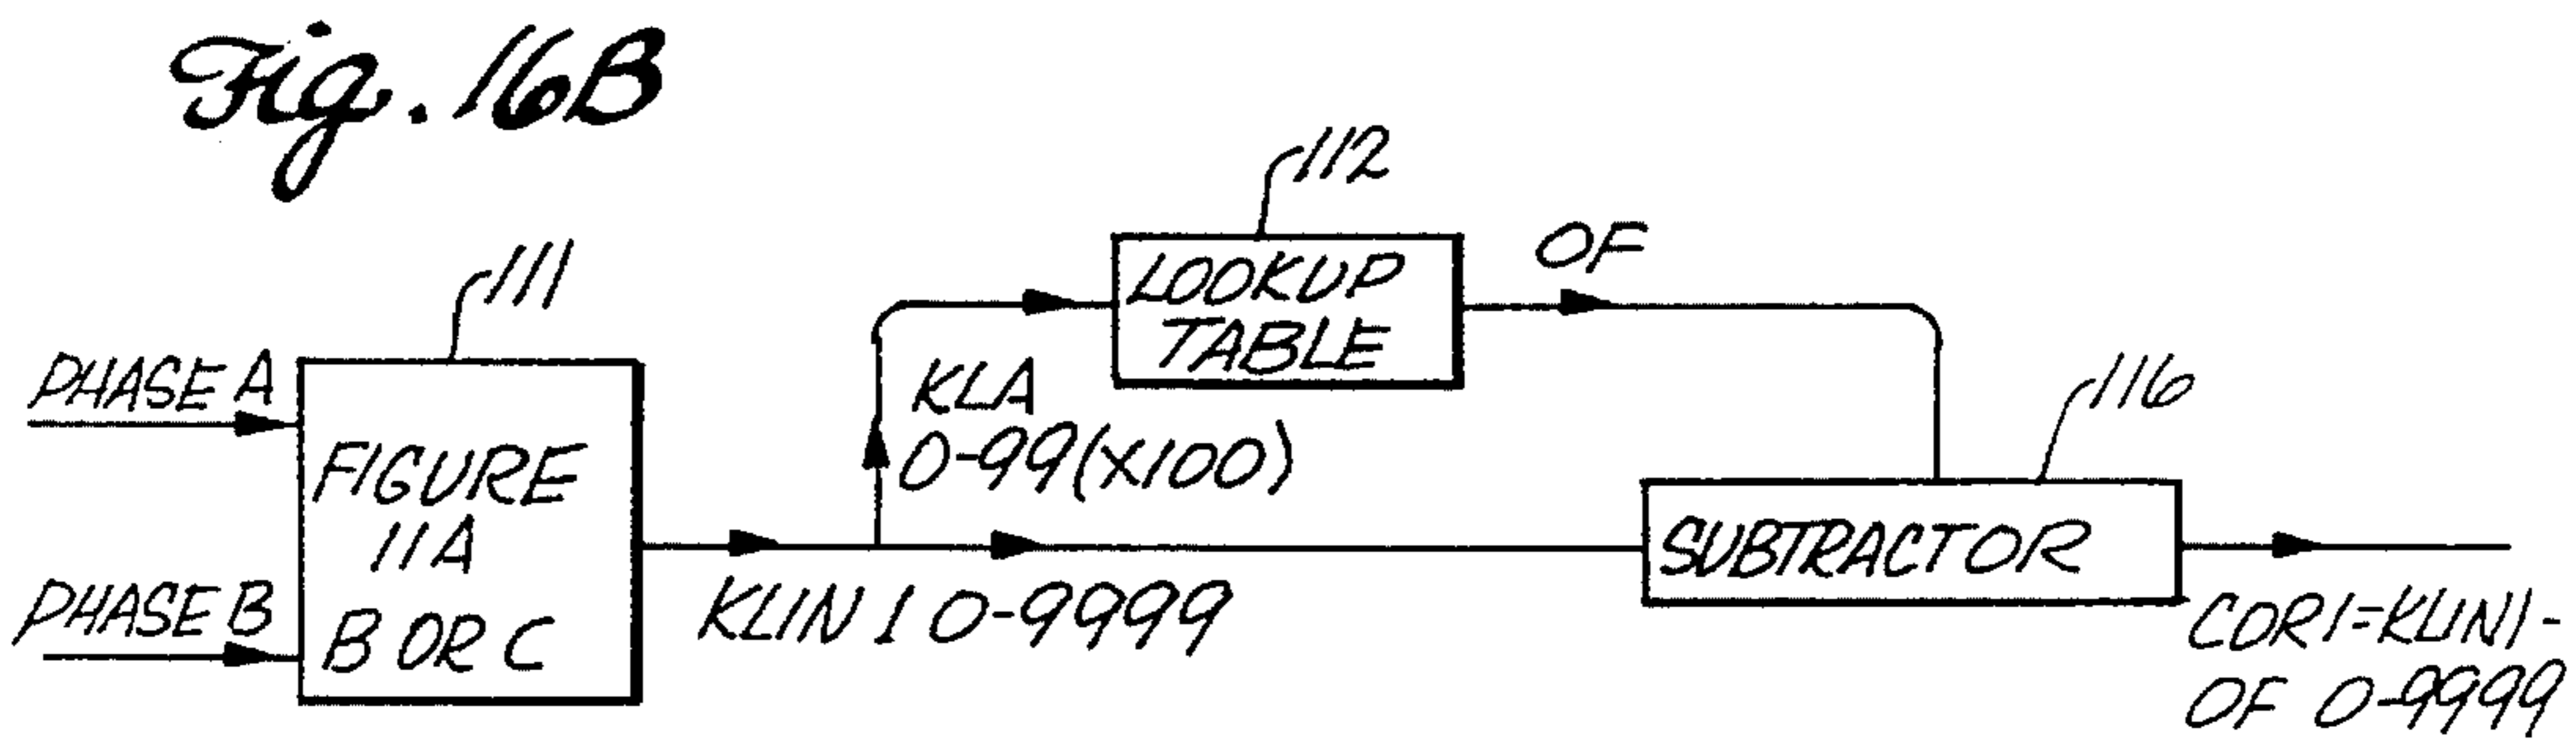 Fig. 16B
112
LOOKUP
TABLE
OF
111
PHASE A
PHASE B
FIGURE
11A
B OR C
KLA
0-99(X100)
KLIN 1 0-9999
116
SUBTRACTOR
COR1=KLIN1-
OF 0-9999